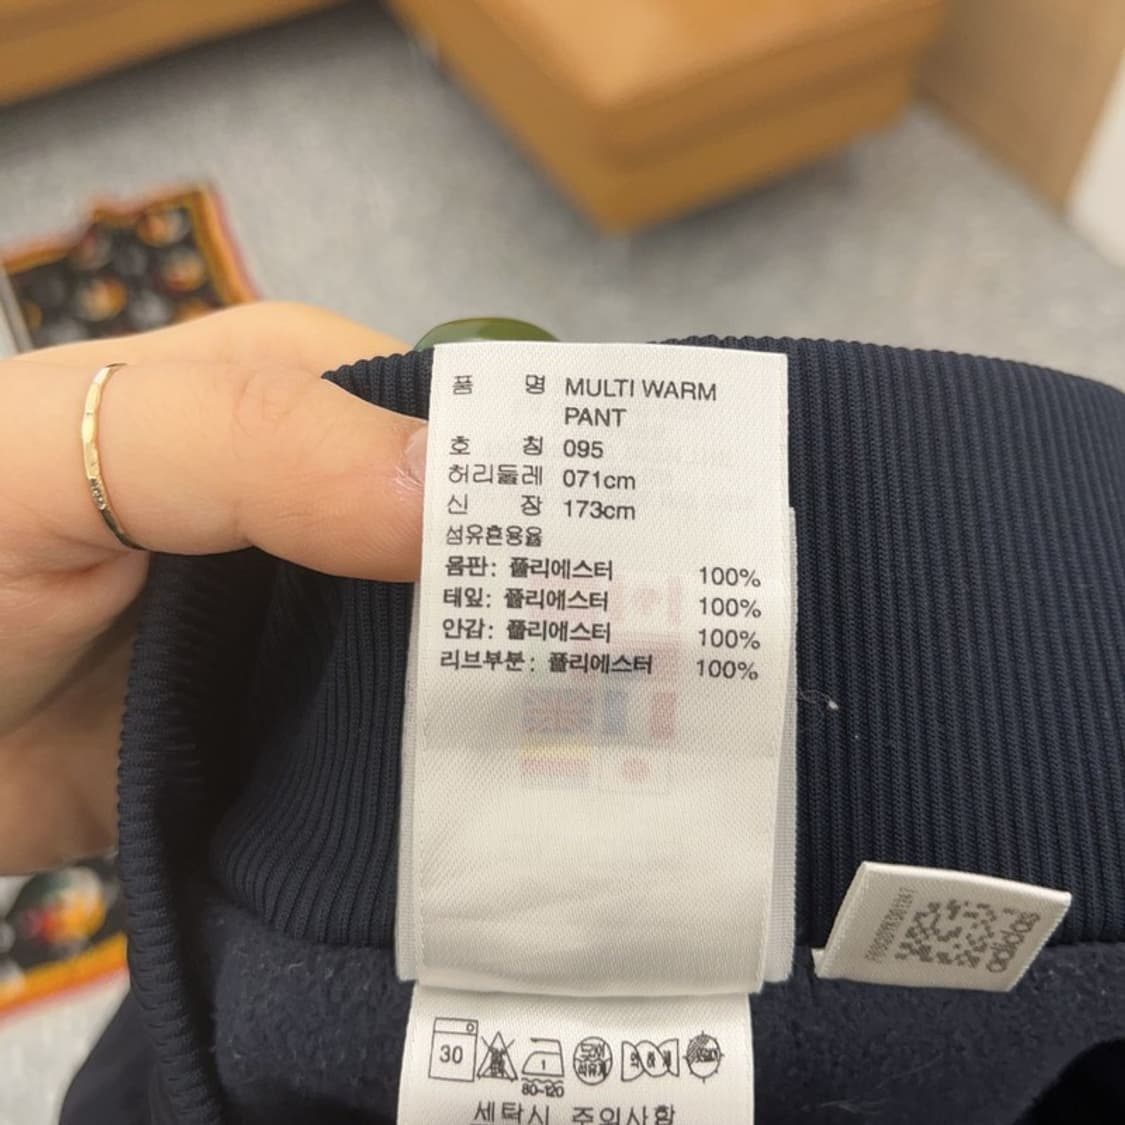 품 명 MULTI WARM
PANT
호 칭 095
허리둘레 071cm
신 장 173cm
섬유혼용율
몸판: 폴리에스터 100%
테잎: 폴리에스터 100%
안감: 폴리에스터 100%
리브부분: 폴리에스터 100%
adidas
30
1
80~120
세탁시 주의사항